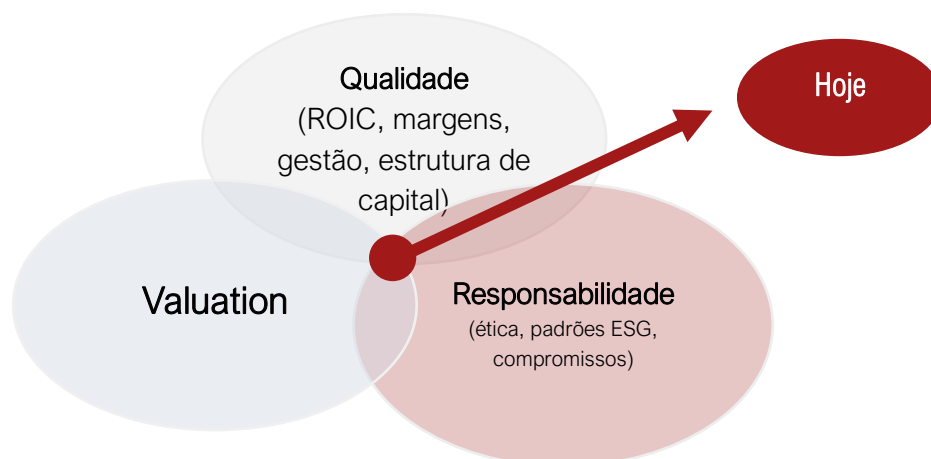 Qualidade
(ROIC, margens,
gestão, estrutura de
capital)
Hoje
Valuation
Responsabilidade
(ética, padrões ESG,
compromissos)